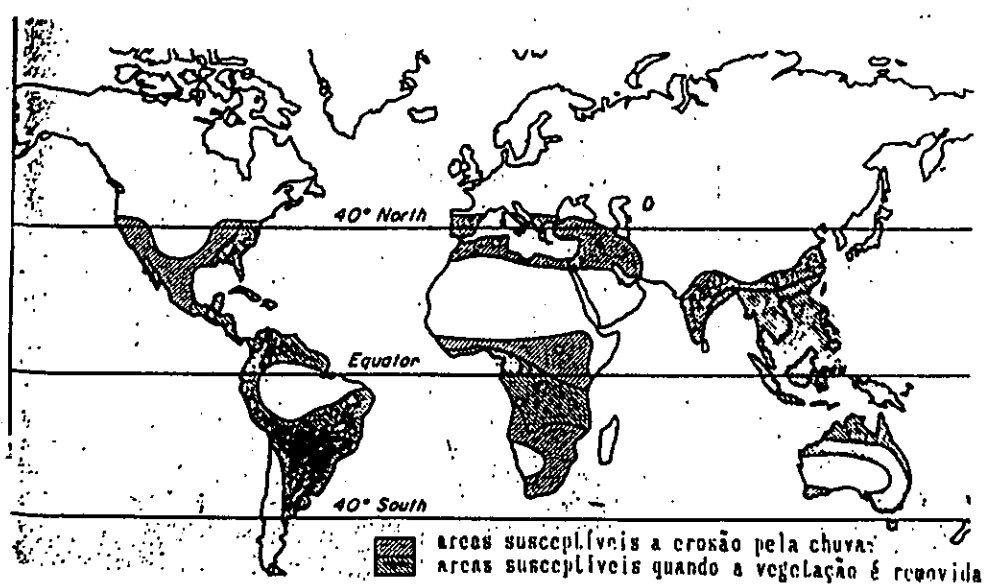 40° North
Equator
40° South
areas susceptíveis a erosão pela chuva
areas susceptíveis quando a vegetação é removida